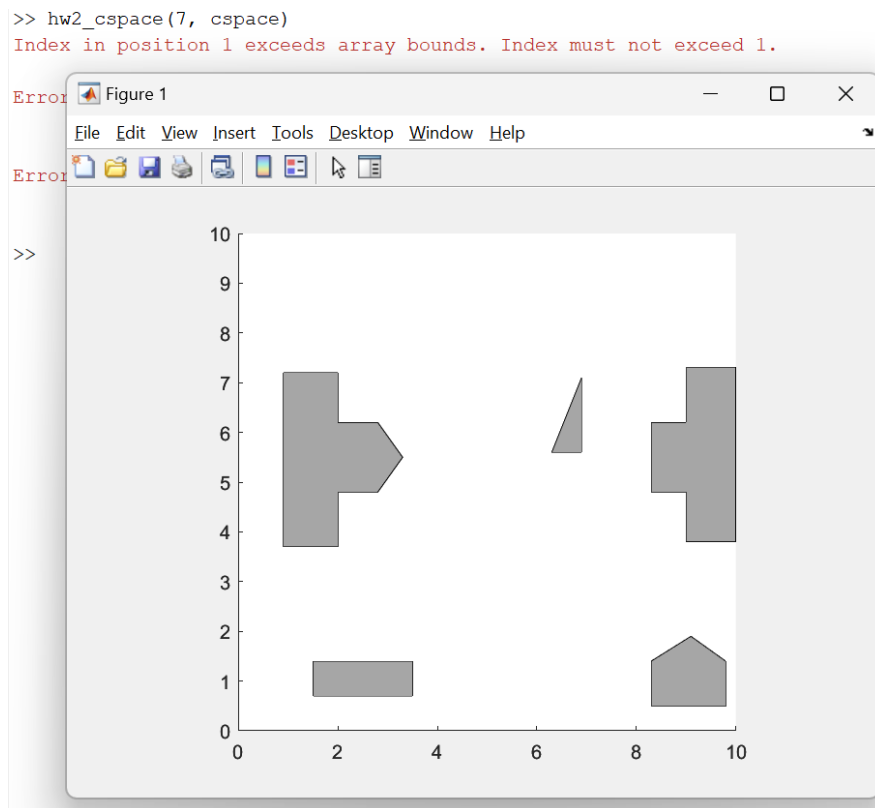 >> hw2_cspace(7, cspace)
Index in position 1 exceeds array bounds. Index must not exceed 1.
Error
Figure 1
File Edit View Insert Tools Desktop Window Help
Error
>>
10
9
8
7
6
5
4
3
2
1
0
0 2 4 6 8 10